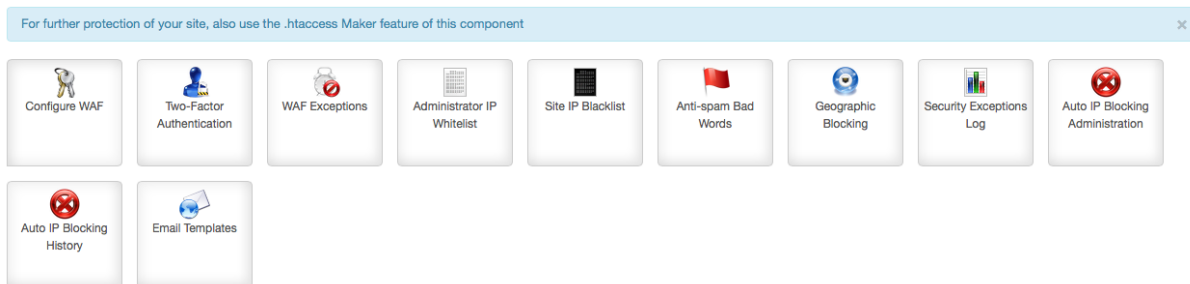 For further protection of your site, also use the .htaccess Maker feature of this component
×
Configure WAF
Two-Factor
Authentication
WAF Exceptions
Administrator IP
Whitelist
Site IP Blacklist
Anti-spam Bad
Words
Geographic
Blocking
Security Exceptions
Log
Auto IP Blocking
Administration
Auto IP Blocking
History
Email Templates